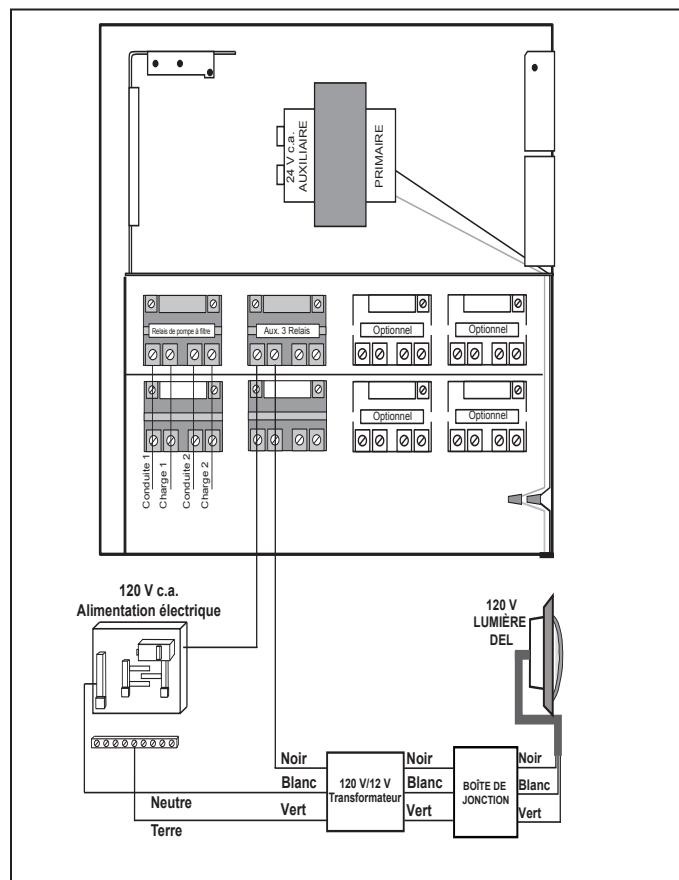 24 V c.a.
AUXILIAIRE
PRIMAIRE
Relais de pompe à filtre
Aux. 3 Relais
Optionnel
Optionnel
Optionnel
Optionnel
Conduite 1
Charge 1
Conduite 2
Charge 2
120 V c.a.
Alimentation électrique
120 V
LUMIÈRE
DEL
Noir
Blanc
Vert
Neutre
Terre
120 V/12 V
Transformateur
Noir
Blanc
Vert
BOÎTE DE
JONCTION
Noir
Blanc
Vert